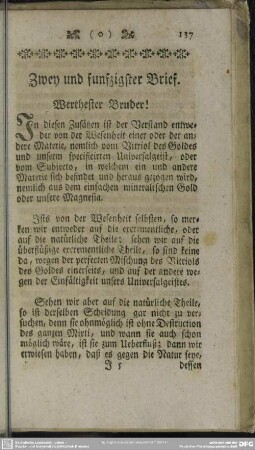 ( 0 ) 137
Zwey und funfzigster Brief.
Werthester Bruder!
In diesen Zusätzen ist der Verstand entwe-
der von der Wesenheit einer oder der an-
dern Materie, nemlich vom Vitriol des Goldes
und unserm specificirten Universalgeist, oder
vom Subjecto, in welchem ein und andere
Materie sich befindet und heraus gezogen wird,
nemlich aus dem einfachen mineralischen Gold
oder unsere Magnesia.
Ists von der Wesenheit selbsten, so mer-
ken wir entweder auf die excrementliche, oder
auf die natürliche Theile: sehen wir auf die
überflüßige excrementliche Theile, so sind keine
da, wegen der perfecten Mischung des Vitriols
des Goldes einerseits, und auf der andere we-
gen der Einfältigkeit unsers Universalgeistes.
Sehen wir aber auf die natürliche Theile,
so ist derselben Scheidung gar nicht zu ver-
suchen, denn sie ohnmöglich ist ohne Destruction
des ganzen Mixti, und wann sie auch schon
möglich wäre, ist sie zum Ueberfluß: dann wir
erwiesen haben, daß es gegen die Natur seye,
J 5 dessen